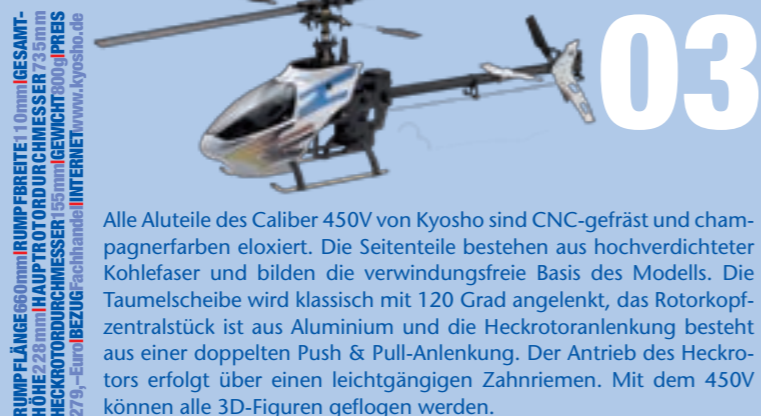 RUMPFLÄNGE660mm|RUMPFBREITE110mm|GESAMT-
HÖHE228mm|HAUPTROTORDURCHMESSER735mm
HECKROTORDURCHMESSER155mm|GEWICHT800g|PREIS
279,–Euro|BEZUGFachhandel|INTERNETwww.kyosho.de
03
Alle Aluteile des Caliber 450V von Kyosho sind CNC-gefräst und cham-
pagnerfarben eloxiert. Die Seitenteile bestehen aus hochverdichteter
Kohlefaser und bilden die verwindungsfreie Basis des Modells. Die
Taumelscheibe wird klassisch mit 120 Grad angelenkt, das Rotorkopf-
zentralstück ist aus Aluminium und die Heckrotoranlenkung besteht
aus einer doppelten Push & Pull-Anlenkung. Der Antrieb des Heckro-
tors erfolgt über einen leichtgängigen Zahnriemen. Mit dem 450V
können alle 3D-Figuren geflogen werden.